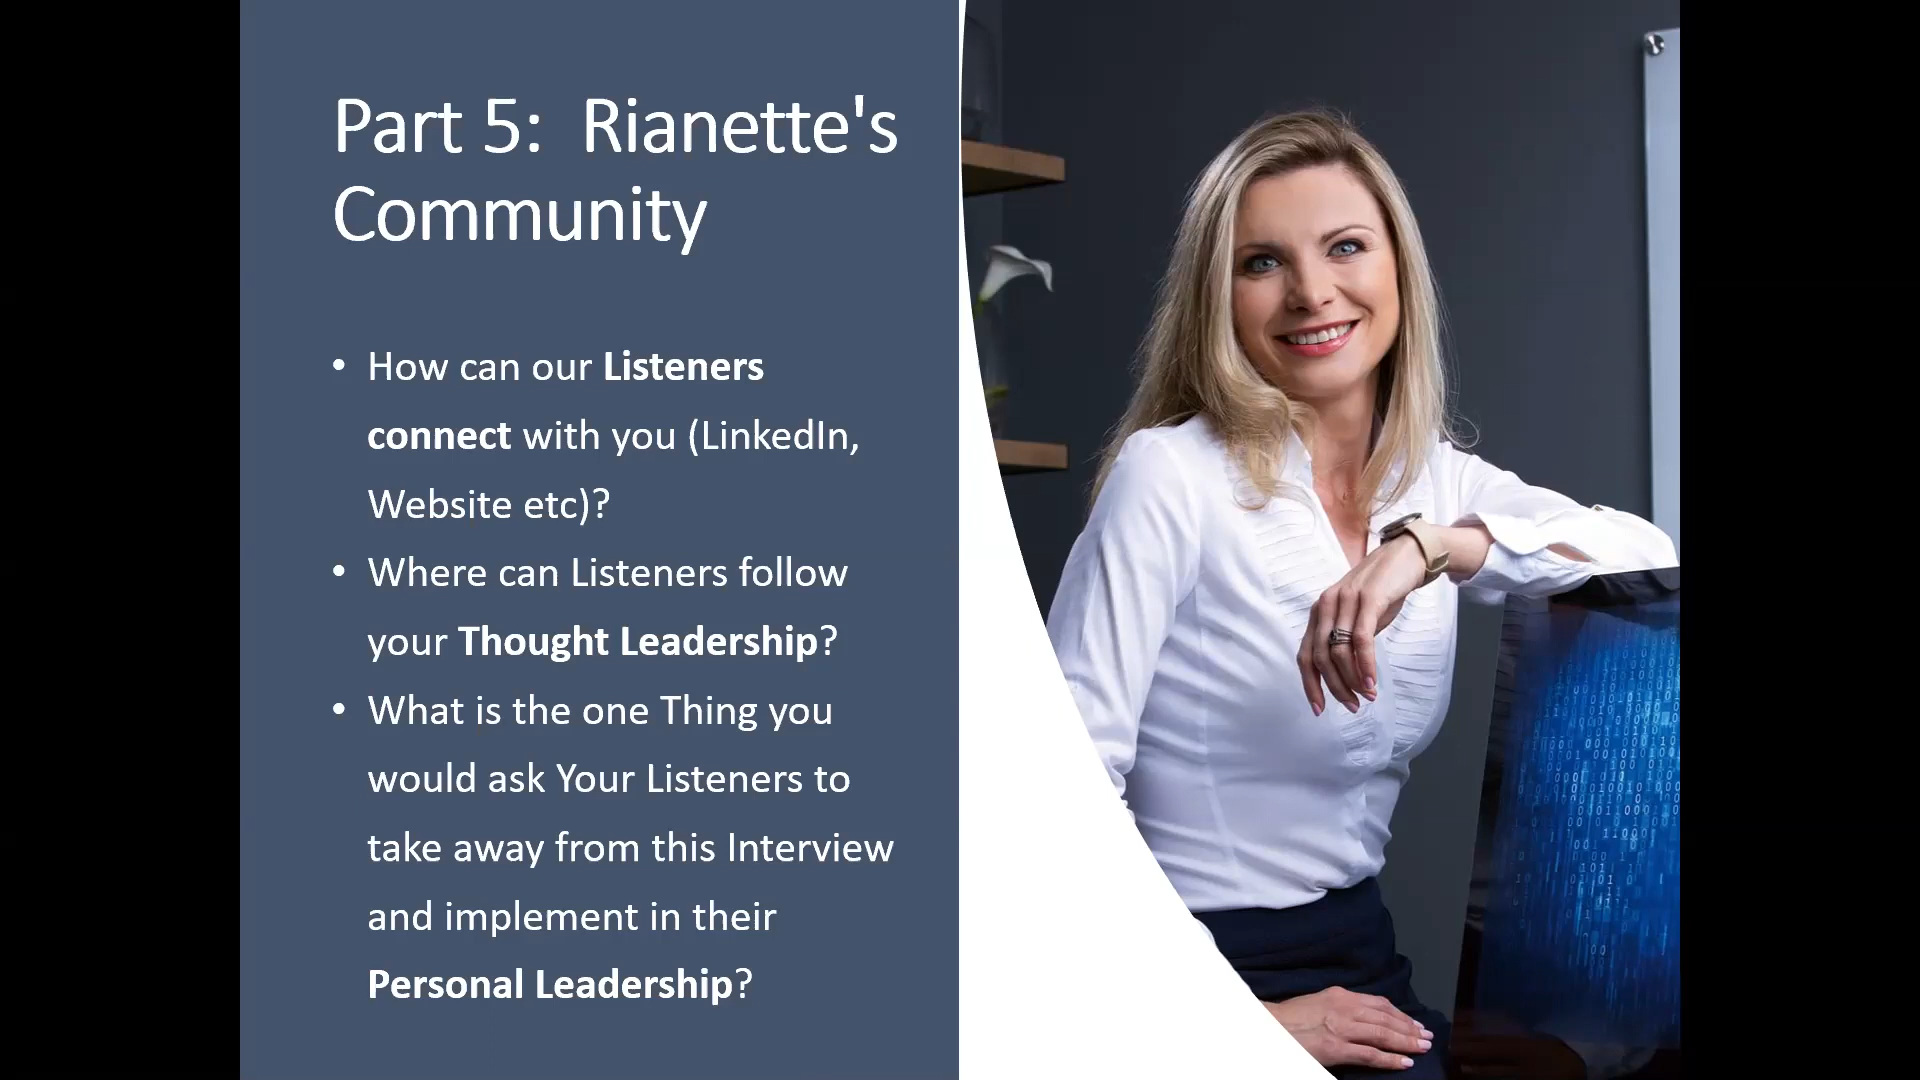 Part 5:  Rianette's
Community
• How can our Listeners
connect with you (LinkedIn,
Website etc)?
• Where can Listeners follow
your Thought Leadership?
• What is the one Thing you
would ask Your Listeners to
take away from this Interview
and implement in their
Personal Leadership?